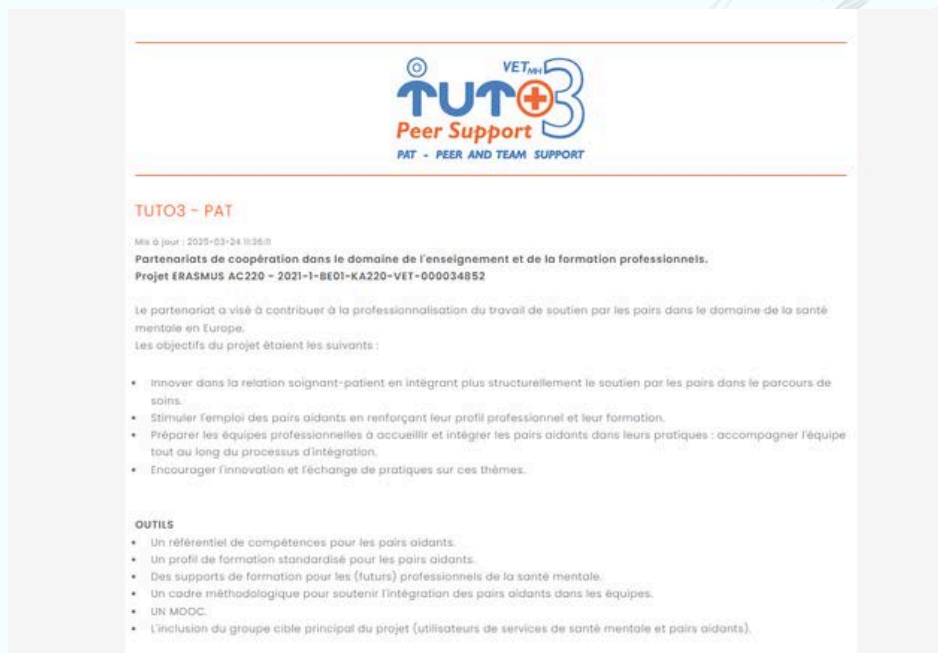 VET MH
TUTO3
Peer Support
PAT - PEER AND TEAM SUPPORT
TUTO3 - PAT
Mis à jour : 2025-03-24 11:36:11
Partenariats de coopération dans le domaine de l'enseignement et de la formation professionnels.
Projet ERASMUS AC220 - 2021-1-BE01-KA220-VET-000034852
Le partenariat a visé à contribuer à la professionnalisation du travail de soutien par les pairs dans le domaine de la santé
mentale en Europe.
Les objectifs du projet étaient les suivants :
• Innover dans la relation soignant-patient en intégrant plus structurellement le soutien par les pairs dans le parcours de
soins.
• Stimuler l'emploi des pairs aidants en renforçant leur profil professionnel et leur formation.
• Préparer les équipes professionnelles à accueillir et intégrer les pairs aidants dans leurs pratiques : accompagner l'équipe
tout au long du processus d'intégration.
• Encourager l'innovation et l'échange de pratiques sur ces thèmes.
OUTILS
• Un référentiel de compétences pour les pairs aidants.
• Un profil de formation standardisé pour les pairs aidants.
• Des supports de formation pour les (futurs) professionnels de la santé mentale.
• Un cadre méthodologique pour soutenir l'intégration des pairs aidants dans les équipes.
• UN MOOC.
• L'inclusion du groupe cible principal du projet (utilisateurs de services de santé mentale et pairs aidants).